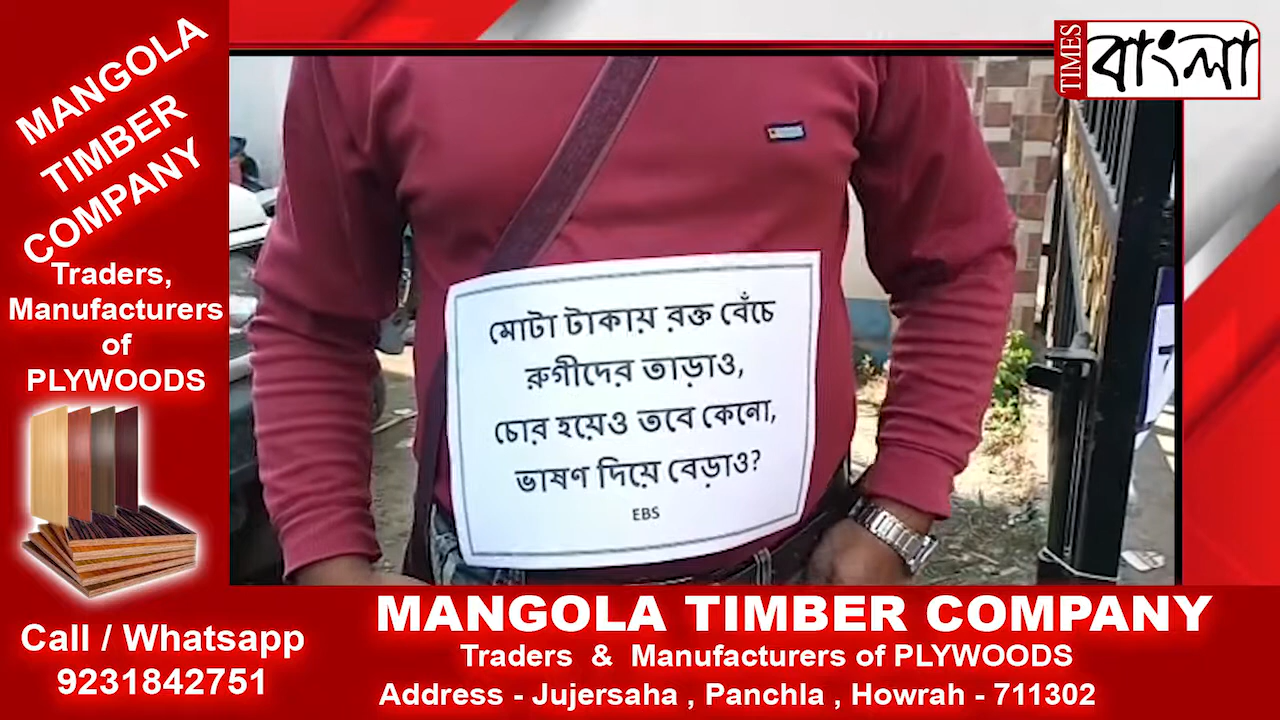 MANGOLA
TIMBER
COMPANY
Traders,
Manufacturers
of
PLYWOODS
Call / Whatsapp
9231842751
TIMES
বাংলা
মোটা টাকায় রক্ত বেঁচে
রুগীদের তাড়াও,
চোর হয়েও তবে কেনো,
ভাষণ দিয়ে বেড়াও?
EBS
MANGOLA TIMBER COMPANY
Traders & Manufacturers of PLYWOODS
Address - Jujersaha , Panchla , Howrah - 711302